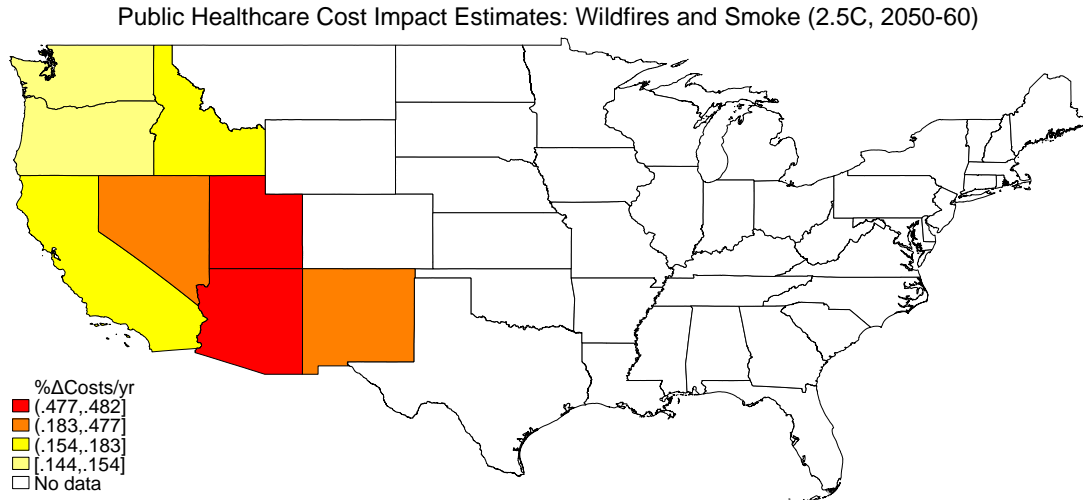 Public Healthcare Cost Impact Estimates: Wildfires and Smoke (2.5C, 2050-60)
%ΔCosts/yr
(.477,.482]
(.183,.477]
(.154,.183]
[.144,.154]
No data